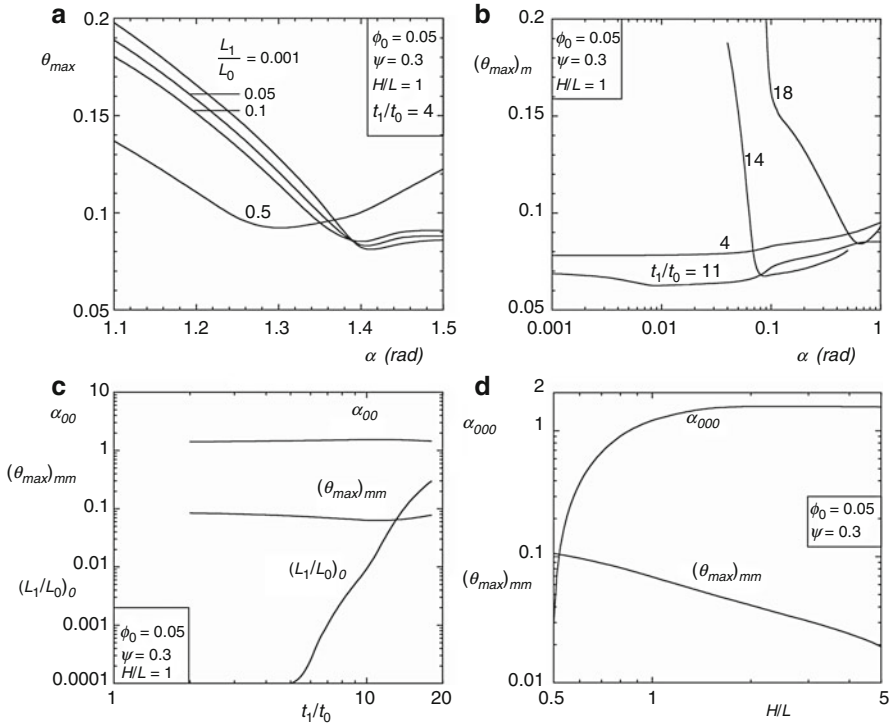 a
θmax
0.2
0.15
0.1
0.05
1.1
1.2
1.3
1.4
1.5
α (rad)
L1/L0 = 0.001
0.05
0.1
0.5
ϕ0 = 0.05
ψ = 0.3
H/L = 1
t1/t0 = 4
b
(θmax)m
0.2
0.15
0.1
0.05
0.001
0.01
0.1
1
α (rad)
ϕ0 = 0.05
ψ = 0.3
H/L = 1
18
14
4
t1/t0 = 11
c
α00
(θmax)mm
(L1/L0)0
10
1
0.1
0.01
0.001
0.0001
1
10
20
t1/t0
α00
(θmax)mm
(L1/L0)0
ϕ0 = 0.05
ψ = 0.3
H/L = 1
d
α000
(θmax)mm
2
1
0.1
0.01
0.5
1
5
H/L
α000
(θmax)mm
ϕ0 = 0.05
ψ = 0.3